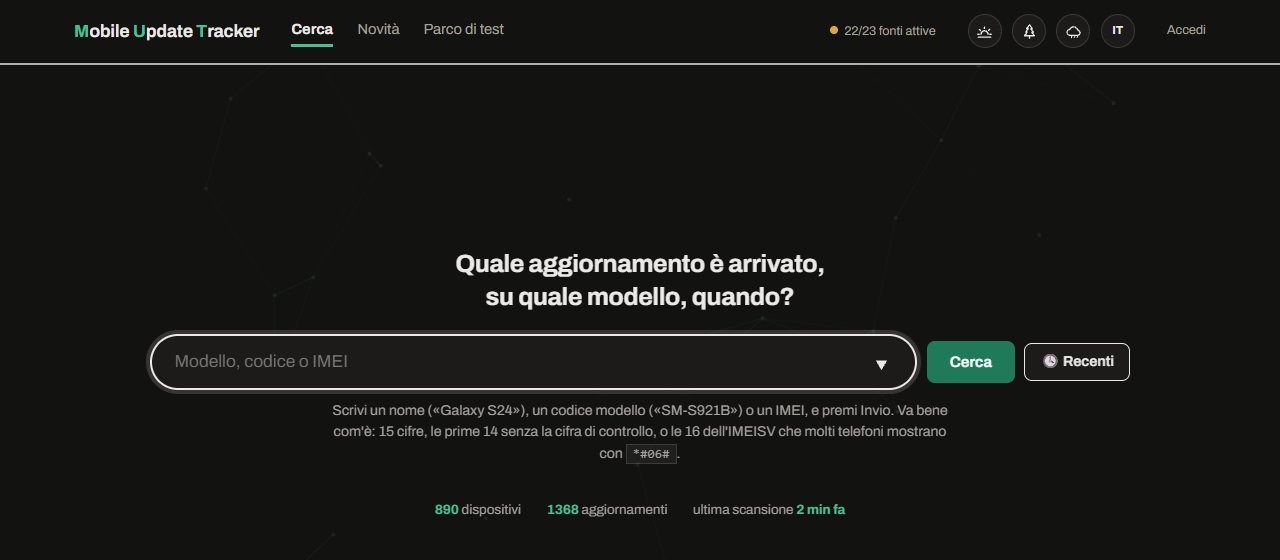 Mobile Update Tracker
Cerca
Novità
Parco di test
22/23 fonti attive
IT
Accedi
Quale aggiornamento è arrivato,
su quale modello, quando?
Modello, codice o IMEI
Cerca
Recenti
Scrivi un nome («Galaxy S24»), un codice modello («SM-S921B») o un IMEI, e premi Invio. Va bene
com'è: 15 cifre, le prime 14 senza la cifra di controllo, o le 16 dell'IMEISV che molti telefoni mostrano
con *#06#.
890 dispositivi
1368 aggiornamenti
ultima scansione 2 min fa